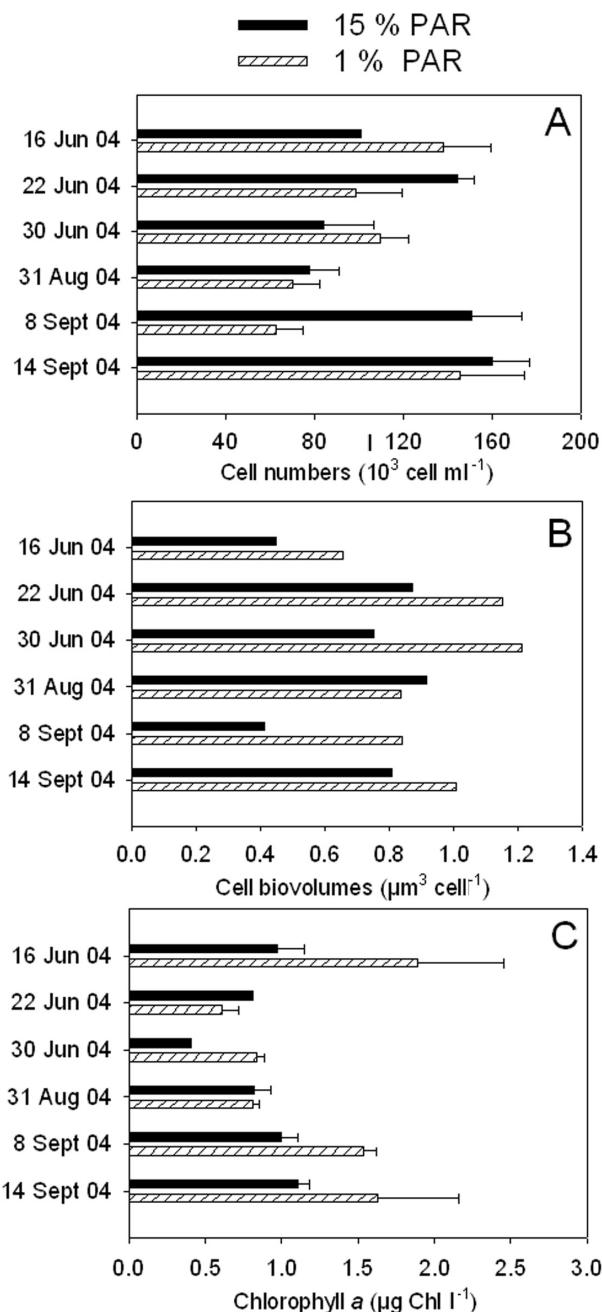 15 % PAR
1 % PAR
A
16 Jun 04
22 Jun 04
30 Jun 04
31 Aug 04
8 Sept 04
14 Sept 04
0 40 80 120 160 200
Cell numbers (10³ cell ml⁻¹)
B
16 Jun 04
22 Jun 04
30 Jun 04
31 Aug 04
8 Sept 04
14 Sept 04
0.0 0.2 0.4 0.6 0.8 1.0 1.2 1.4
Cell biovolumes (µm³ cell⁻¹)
C
16 Jun 04
22 Jun 04
30 Jun 04
31 Aug 04
8 Sept 04
14 Sept 04
0.0 0.5 1.0 1.5 2.0 2.5 3.0
Chlorophyll a (µg Chl l⁻¹)